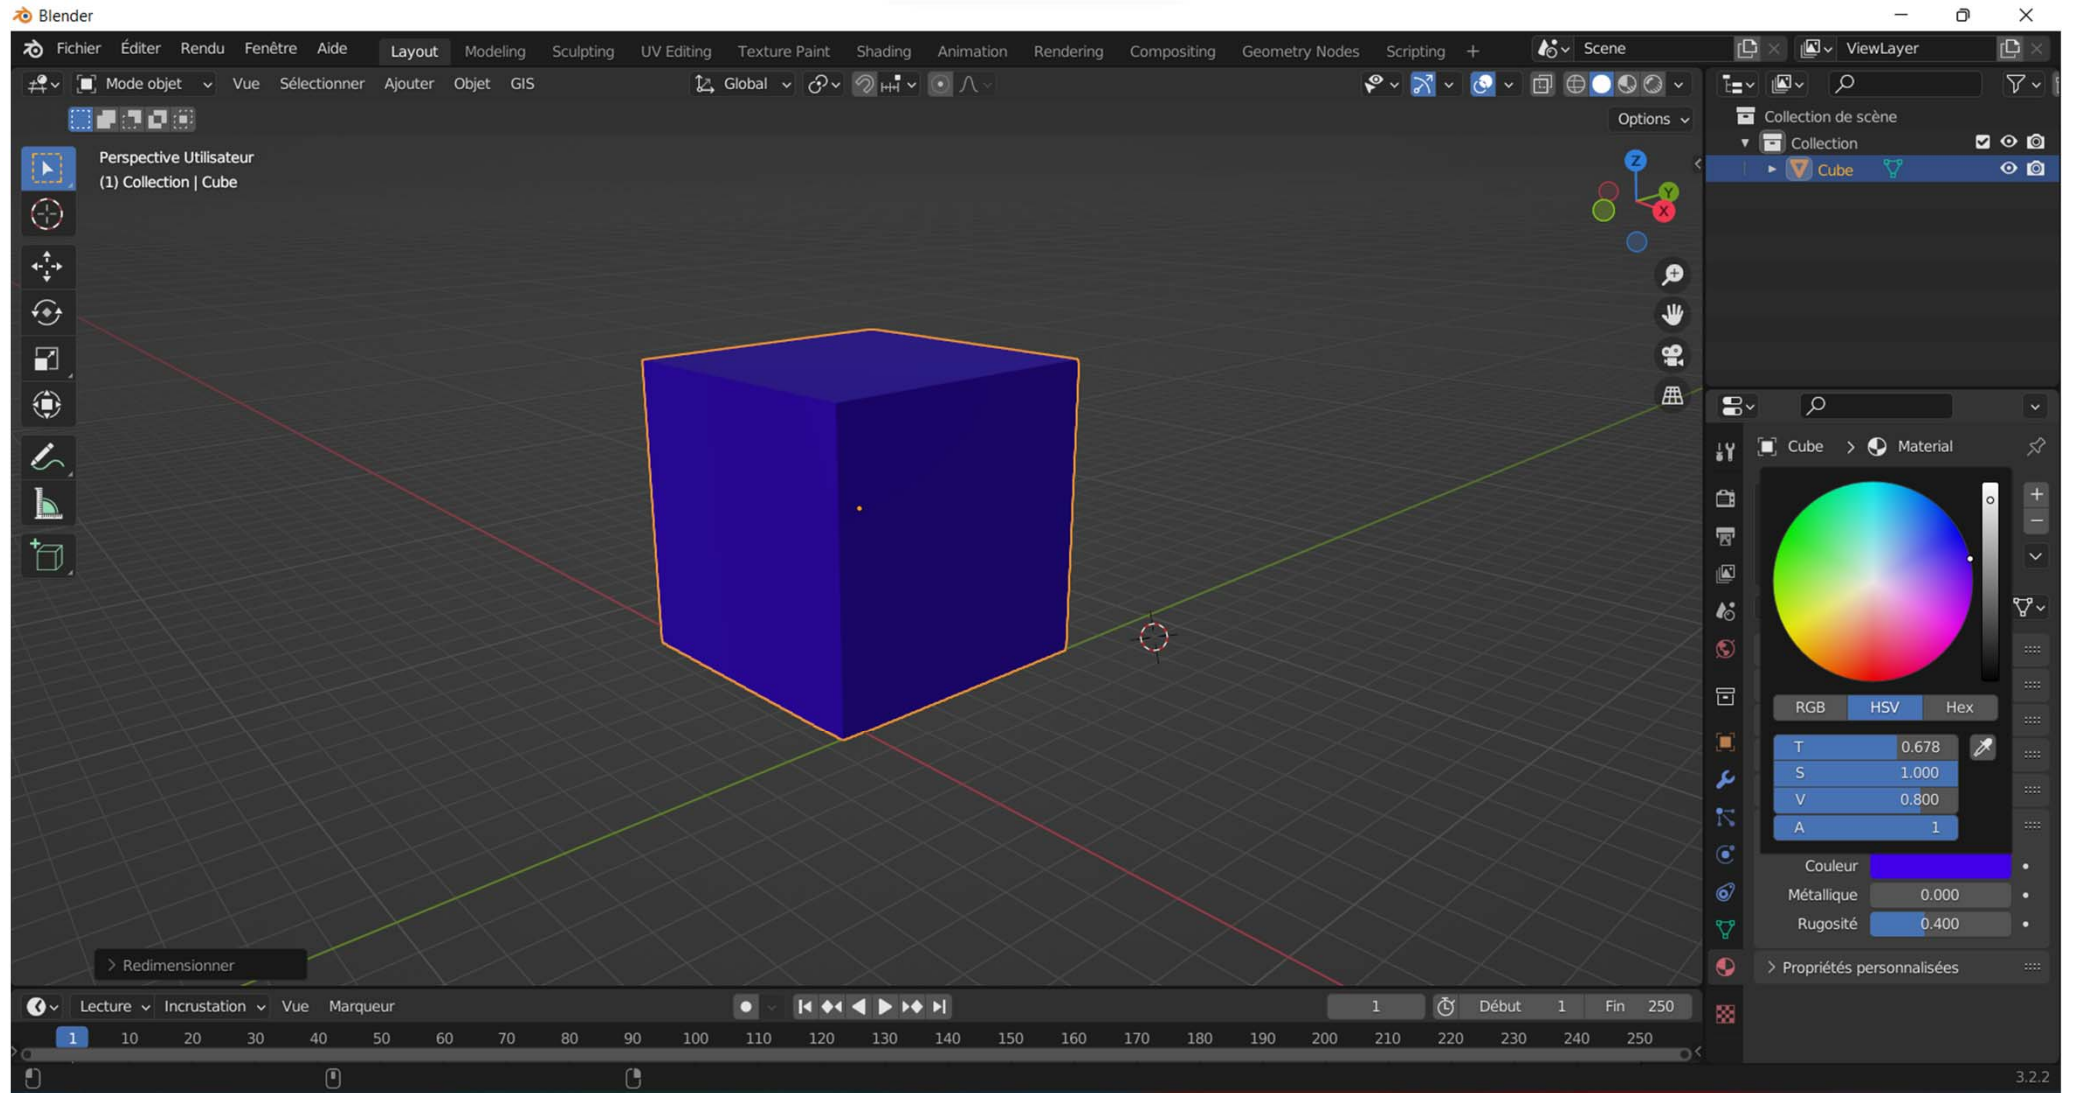 Blender
Fichier Éditer Rendu Fenêtre Aide Layout Modeling Sculpting UV Editing Texture Paint Shading Animation Rendering Compositing Geometry Nodes Scripting + Scene ViewLayer
Mode objet Vue Sélectionner Ajouter Objet GIS Global
Options
Perspective Utilisateur
(1) Collection | Cube
Z
Y
X
Collection de scène
Collection
Cube
Cube > Material
RGB HSV Hex
T 0.678
S 1.000
V 0.800
A 1
Couleur
Métallique 0.000
Rugosité 0.400
> Propriétés personnalisées
> Redimensionner
Lecture Incrustation Vue Marqueur 1 Début 1 Fin 250
1 10 20 30 40 50 60 70 80 90 100 110 120 130 140 150 160 170 180 190 200 210 220 230 240 250
3.2.2